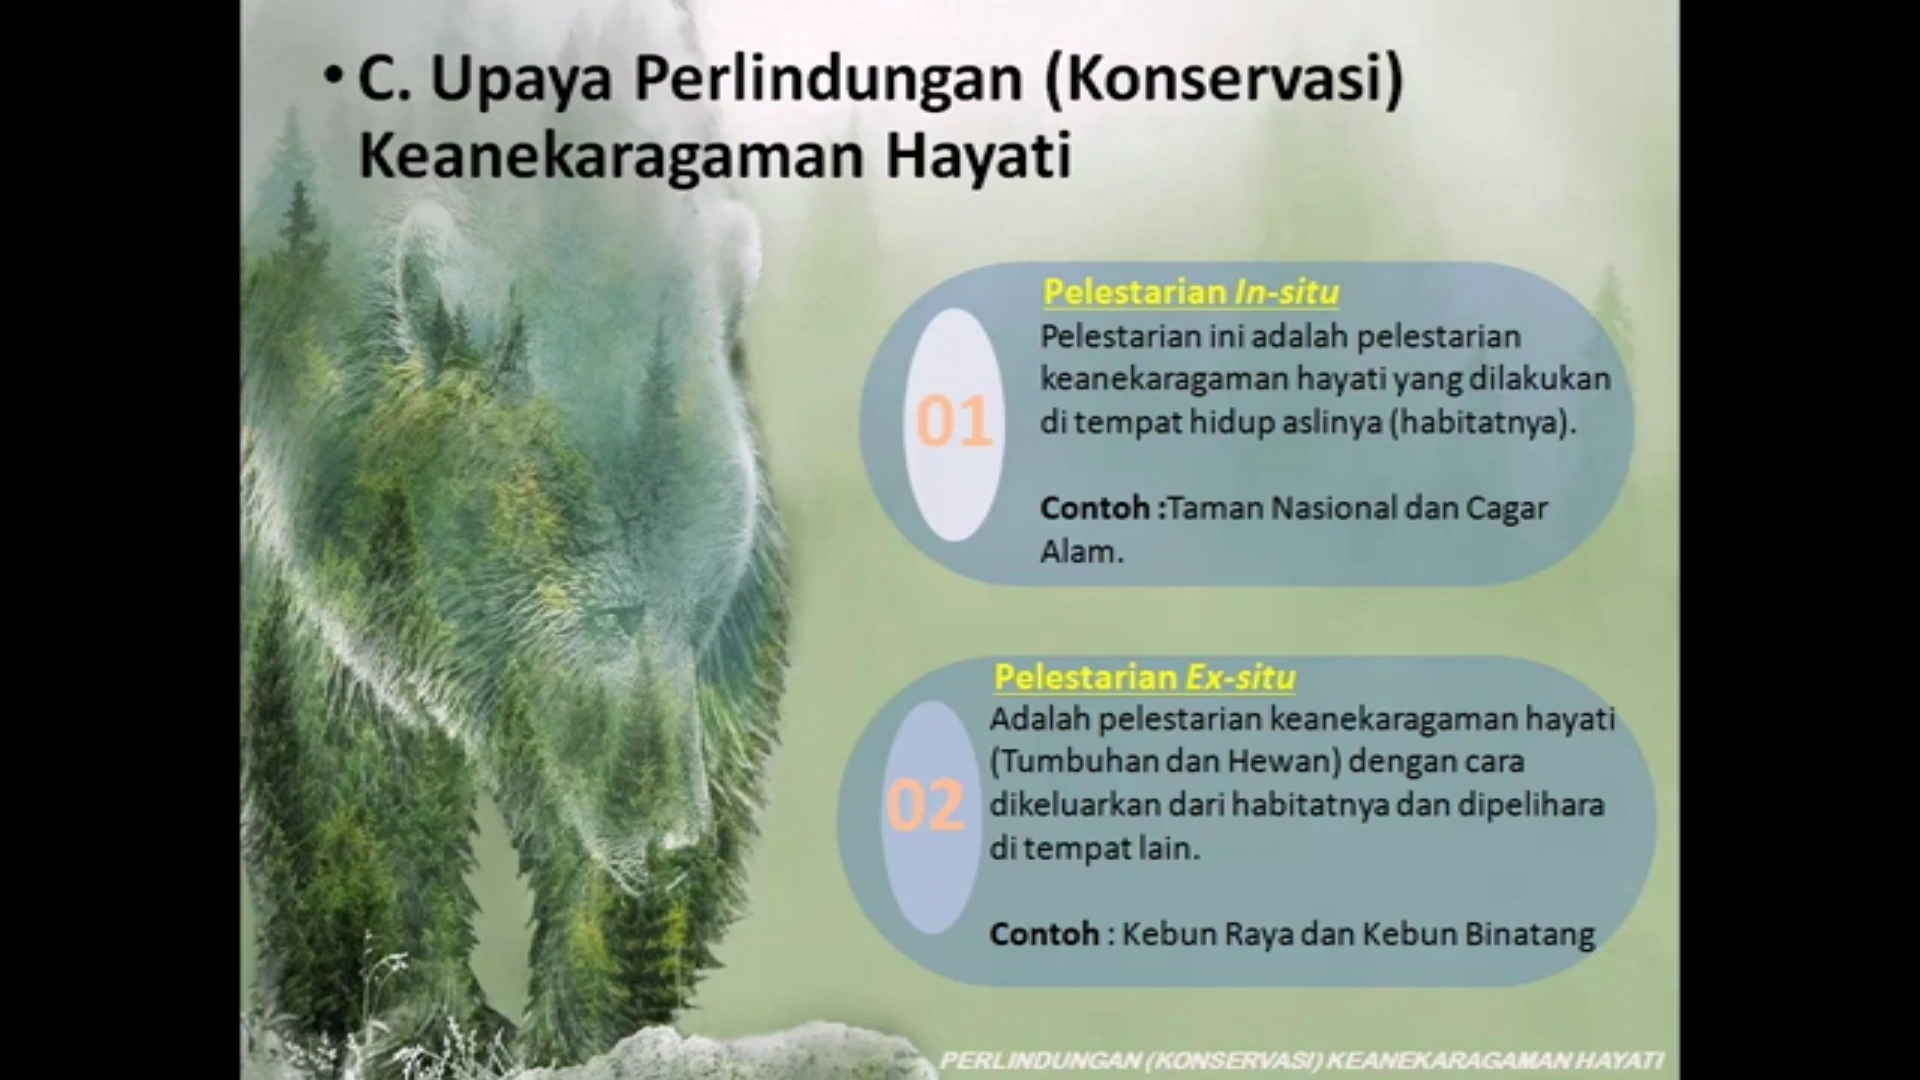 • C. Upaya Perlindungan (Konservasi)
Keanekaragaman Hayati
01
Pelestarian In-situ
Pelestarian ini adalah pelestarian
keanekaragaman hayati yang dilakukan
di tempat hidup aslinya (habitatnya).
Contoh :Taman Nasional dan Cagar
Alam.
02
Pelestarian Ex-situ
Adalah pelestarian keanekaragaman hayati
(Tumbuhan dan Hewan) dengan cara
dikeluarkan dari habitatnya dan dipelihara
di tempat lain.
Contoh : Kebun Raya dan Kebun Binatang
PERLINDUNGAN (KONSERVASI) KEANEKARAGAMAN HAYATI